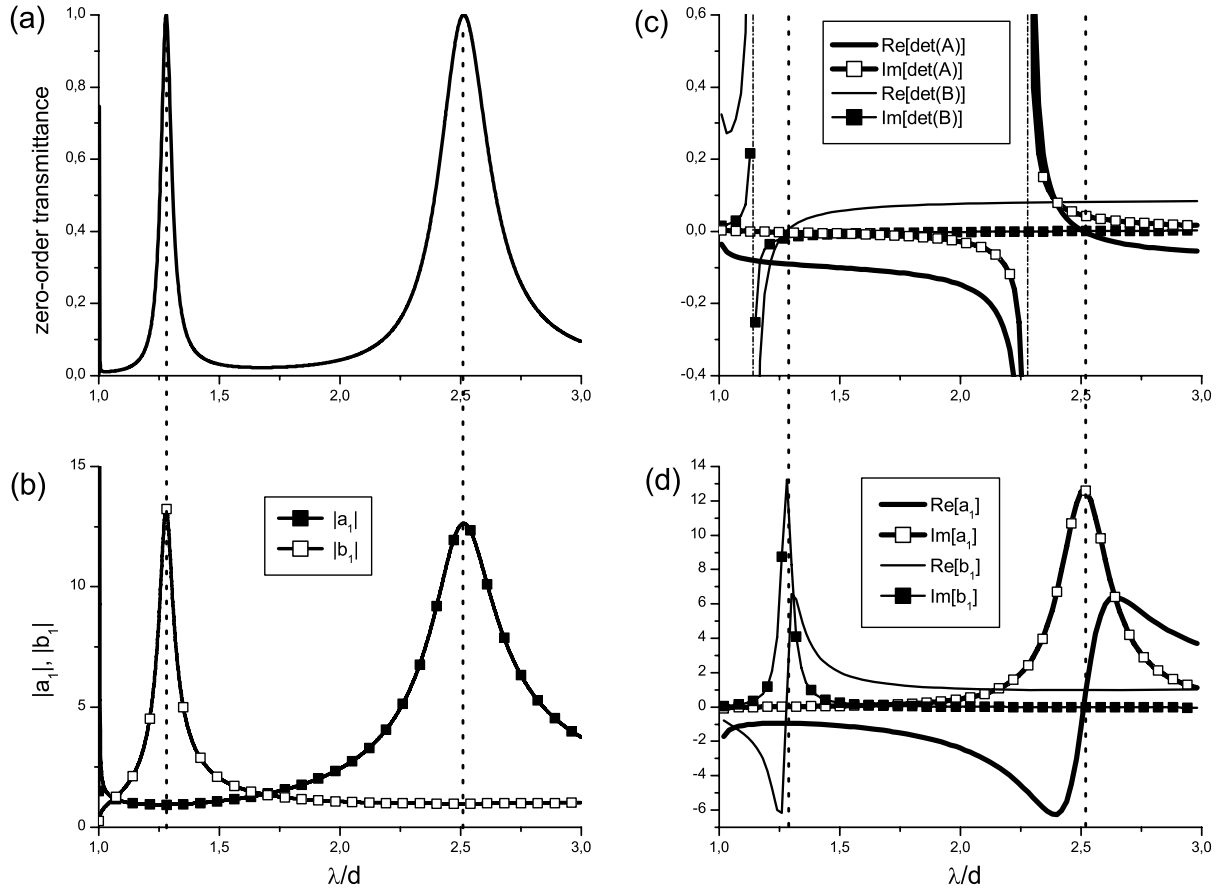 (a)
1,0
0,8
0,6
0,4
0,2
0,0
zero-order transmittance
1,0
1,5
2,0
2,5
3,0
(c)
0,6
0,4
0,2
0,0
-0,2
-0,4
Re[det(A)]
Im[det(A)]
Re[det(B)]
Im[det(B)]
1,0
1,5
2,0
2,5
3,0
(b)
15
10
5
0
|a1|, |b1|
|a1|
|b1|
1,0
1,5
2,0
2,5
3,0
λ/d
(d)
14
12
10
8
6
4
2
0
-2
-4
-6
Re[a1]
Im[a1]
Re[b1]
Im[b1]
1,0
1,5
2,0
2,5
3,0
λ/d